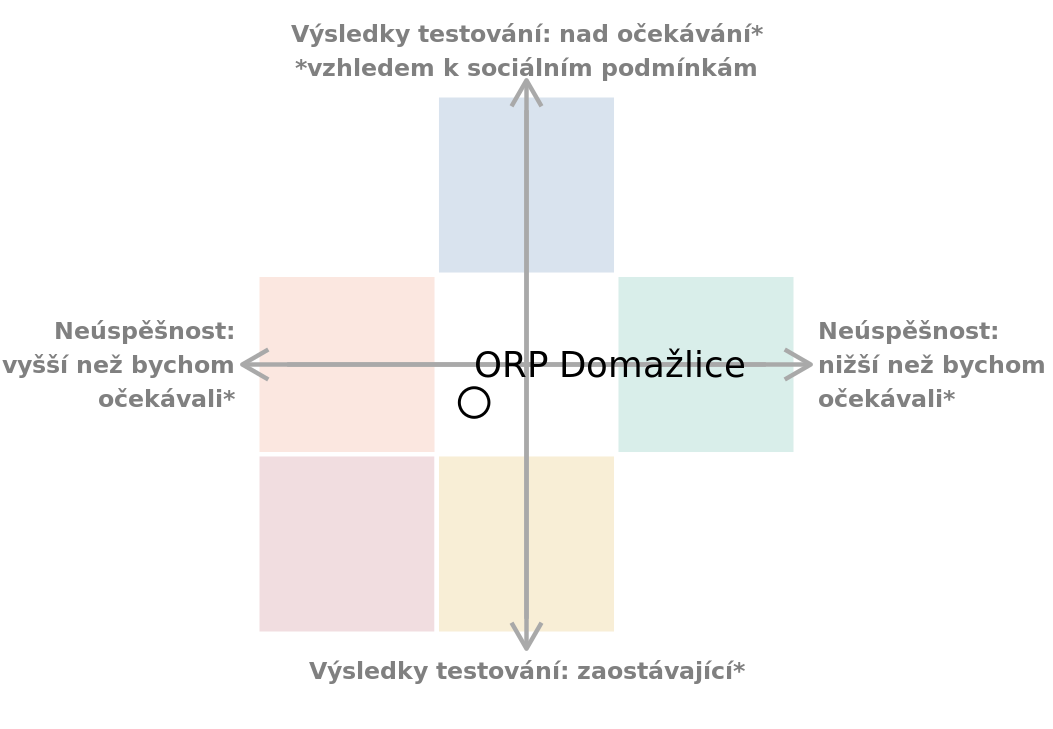 Výsledky testování: nad očekávání*
*vzhledem k sociálním podmínkám
Neúspěšnost:
vyšší než bychom
očekávali*
ORP Domažlice
Neúspěšnost:
nižší než bychom
očekávali*
Výsledky testování: zaostávající*